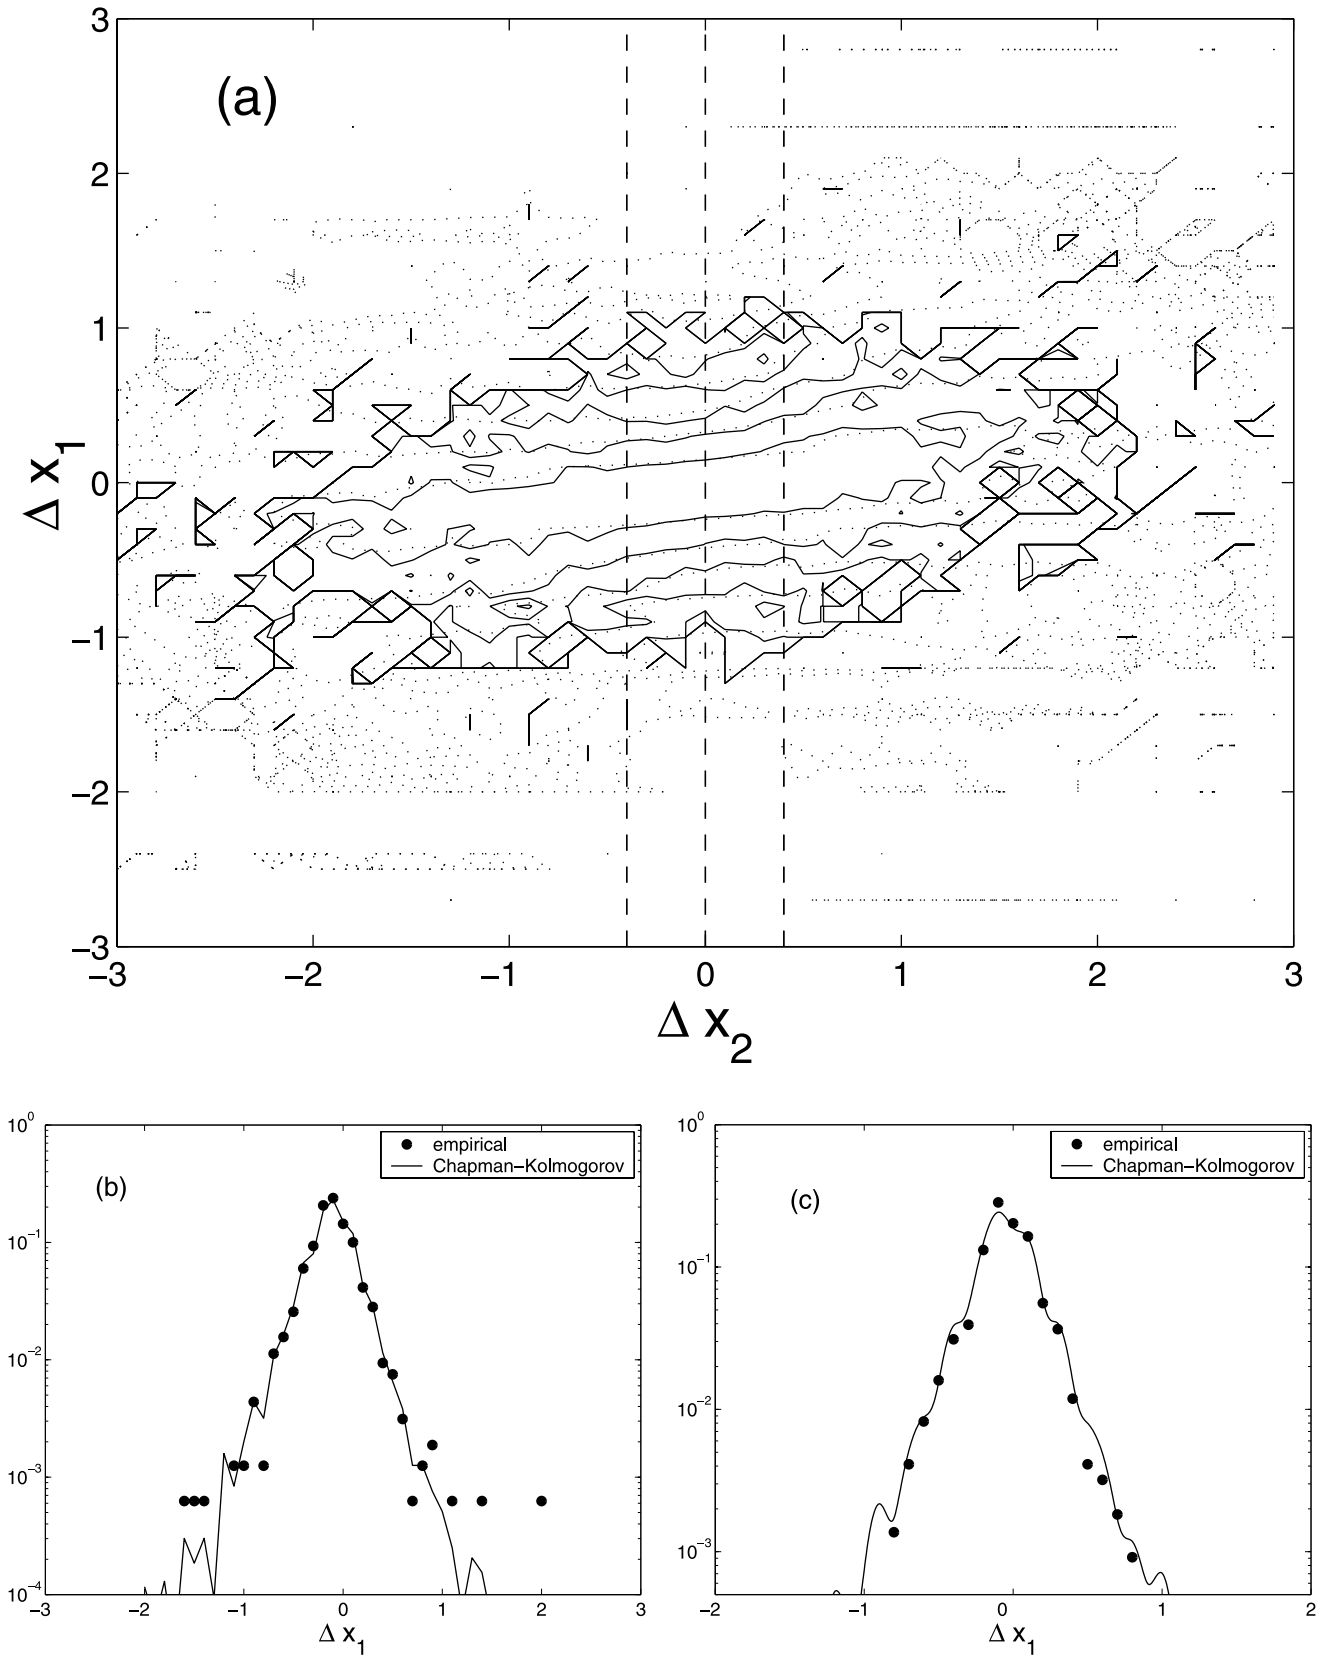 3
2
1
0
−1
−2
−3
Δ x1
(a)
−3 −2 −1 0 1 2 3
Δ x2
10^0
10^−1
10^−2
10^−3
10^−4
(b)
empirical
Chapman−Kolmogorov
−3 −2 −1 0 1 2 3
Δ x1
10^0
10^−1
10^−2
10^−3
(c)
empirical
Chapman−Kolmogorov
−2 −1 0 1 2
Δ x1